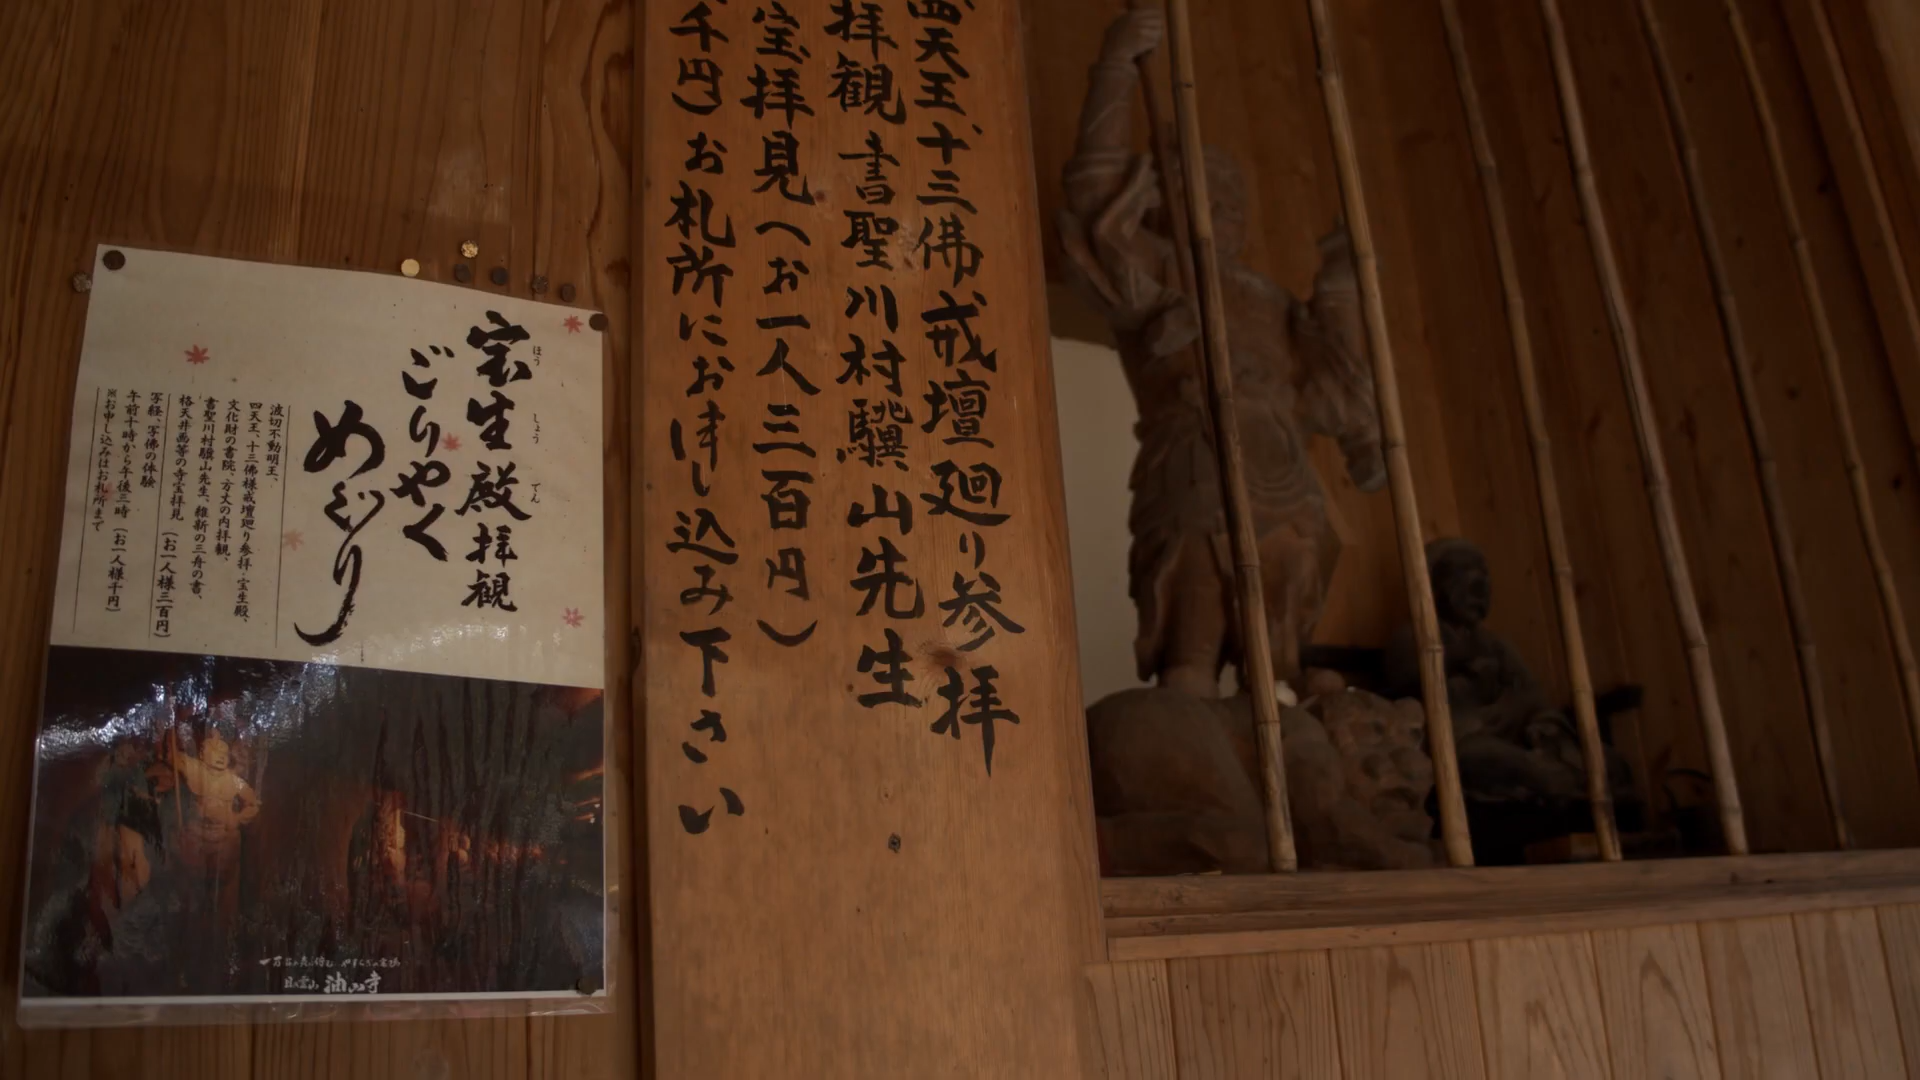 四天王、十三佛戒壇廻り参拝
拝観 書聖川村驥山先生
宝拝見(お一人三百円)
千円)お札所にお申し込み下さい
宝生殿拝観
ほう しょう でん
ごりやく
めぐり
波切不動明王、
四天王、十三佛様戒壇廻り参拝・宝生殿、
文化財の書院、方丈の内拝観、
書聖川村驥山先生、維新の三舟の書、
格天井画等の寺宝拝見 (お一人様三百円)
写経、写佛の体験
午前十時から午後三時 (お一人様千円)
※お申し込みはお札所まで
油山寺